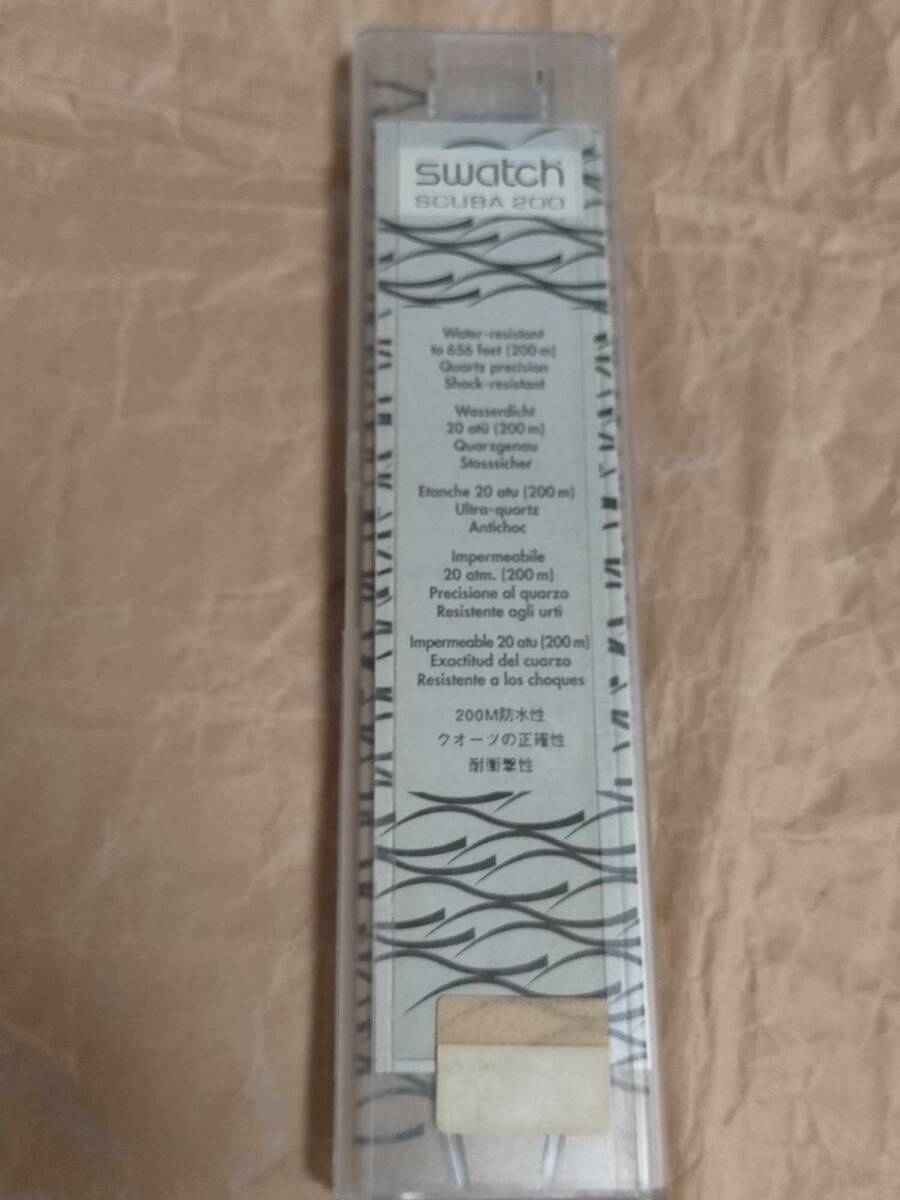 swatch
SCUBA 200
Water-resistant
to 656 feet (200 m)
Quartz precision
Shock-resistant
Wasserdicht
20 atü (200 m)
Quarzgenau
Stosssicher
Etanche 20 atu (200 m)
Ultra-quartz
Antichoc
Impermeabile
20 atm. (200 m)
Precisione al quarzo
Resistente agli urti
Impermeable 20 atu (200 m)
Exactitud del cuarzo
Resistente a los choques
200M防水性
クオーツの正確性
耐衝撃性